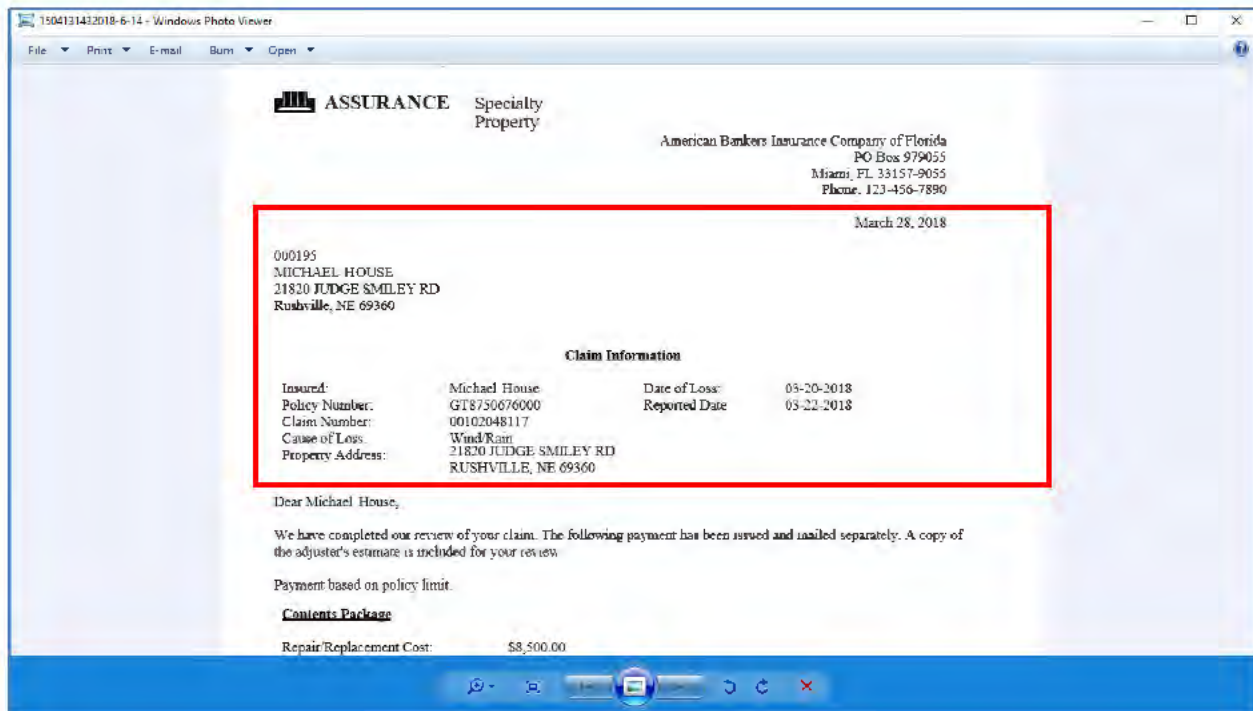 1504131432018-6-14 - Windows Photo Viewer
File Print E-mail Burn Open
ASSURANCE Specialty
Property
American Bankers Insurance Company of Florida
PO Box 979055
Miami, FL 33157-9055
Phone. 123-456-7890
March 28, 2018
000195
MICHAEL HOUSE
21820 JUDGE SMILEY RD
Rushville, NE 69360
Claim Information
Insured: Michael House Date of Loss: 03-20-2018
Policy Number: GT8750676000 Reported Date 03-22-2018
Claim Number: 00102048117
Cause of Loss Wind/Rain
Property Address: 21820 JUDGE SMILEY RD
RUSHVILLE, NE 69360
Dear Michael House,
We have completed our review of your claim. The following payment has been issued and mailed separately. A copy of
the adjuster's estimate is included for your review
Payment based on policy limit.
Contents Package
Repair/Replacement Cost: $8,500.00